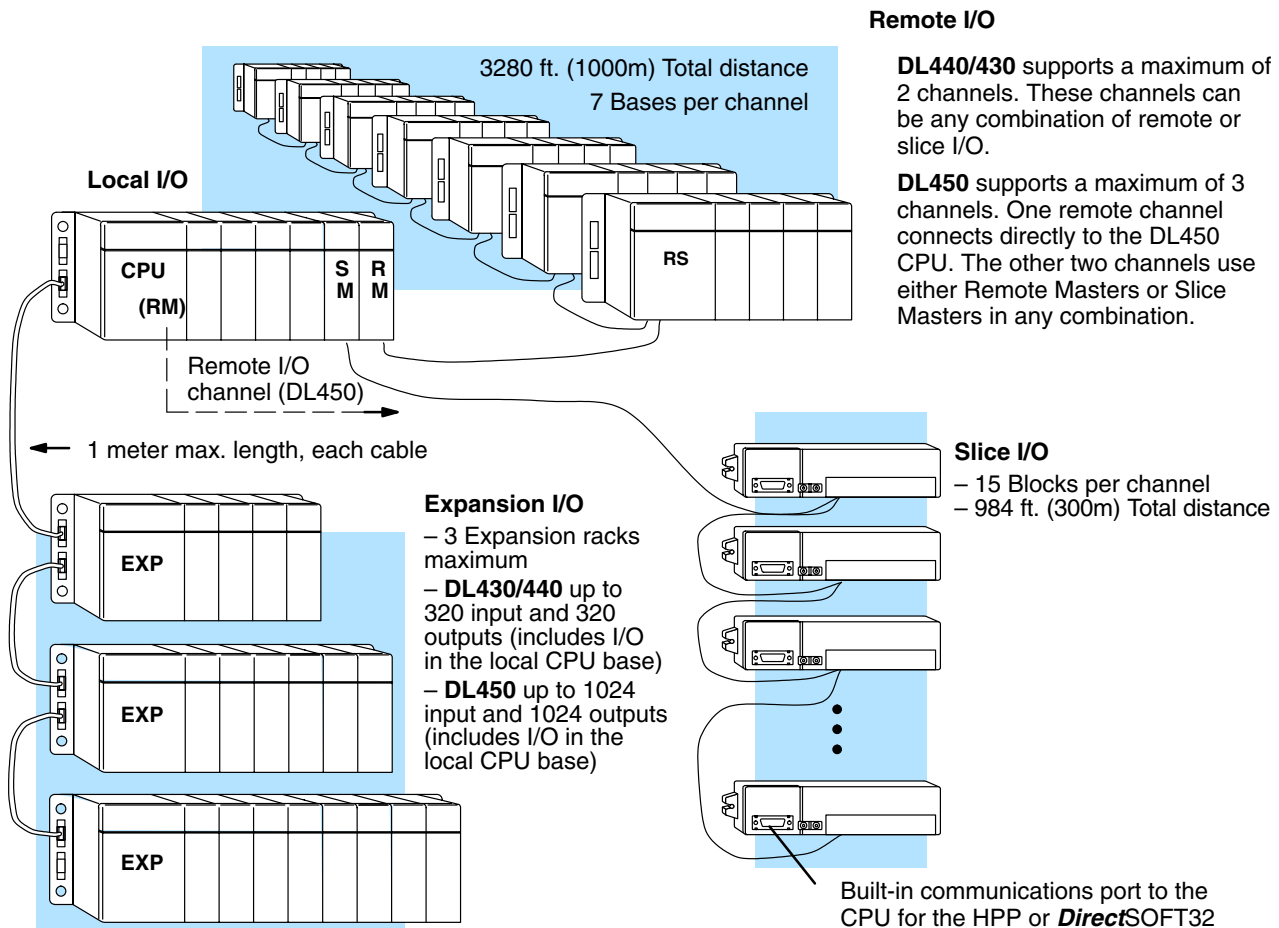 Remote I/O
3280 ft. (1000m) Total distance
7 Bases per channel
DL440/430 supports a maximum of
2 channels. These channels can
be any combination of remote or
slice I/O.
DL450 supports a maximum of 3
channels. One remote channel
connects directly to the DL450
CPU. The other two channels use
either Remote Masters or Slice
Masters in any combination.
Local I/O
CPU
(RM)
S
M
R
M
RS
Remote I/O
channel (DL450)
1 meter max. length, each cable
Expansion I/O
– 3 Expansion racks
maximum
– DL430/440 up to
320 input and 320
outputs (includes I/O
in the local CPU base)
– DL450 up to 1024
input and 1024 outputs
(includes I/O in the
local CPU base)
EXP
EXP
EXP
Slice I/O
– 15 Blocks per channel
– 984 ft. (300m) Total distance
Built-in communications port to the
CPU for the HPP or DirectSOFT32